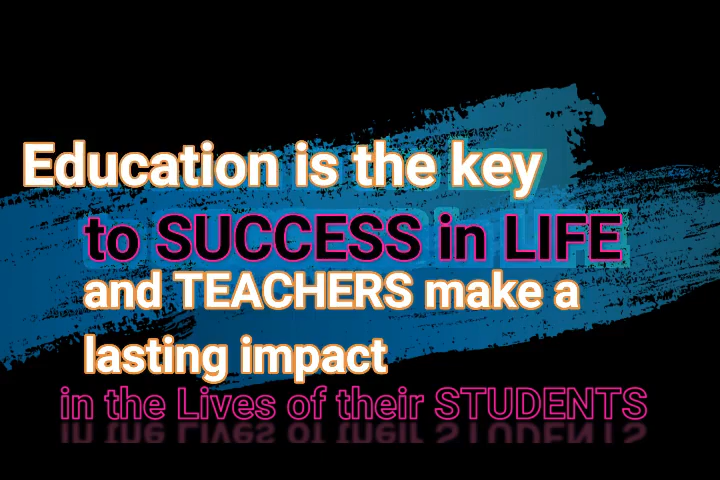 Education is the key
to SUCCESS in LIFE
and TEACHERS make a
lasting impact
in the Lives of their STUDENTS